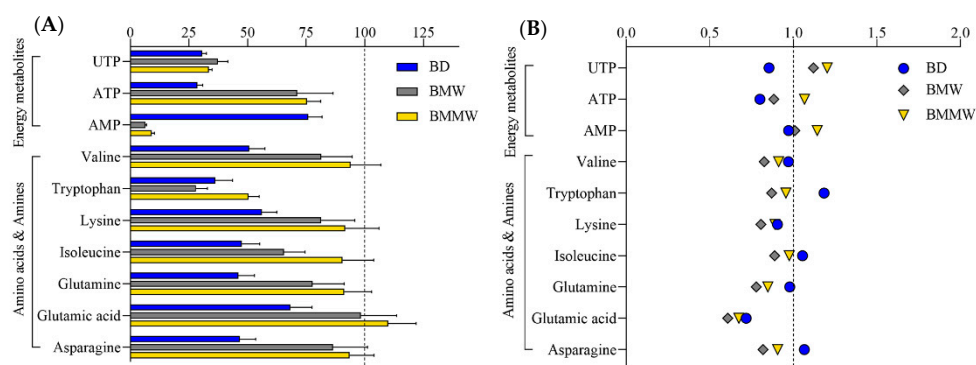 (A)
0 25 50 75 100 125
Energy metabolites
UTP
ATP
AMP
Amino acids & Amines
Valine
Tryptophan
Lysine
Isoleucine
Glutamine
Glutamic acid
Asparagine
BD
BMW
BMMW
(B)
0.0 0.5 1.0 1.5 2.0
Energy metabolites
UTP
ATP
AMP
Amino acids & Amines
Valine
Tryptophan
Lysine
Isoleucine
Glutamine
Glutamic acid
Asparagine
BD
BMW
BMMW